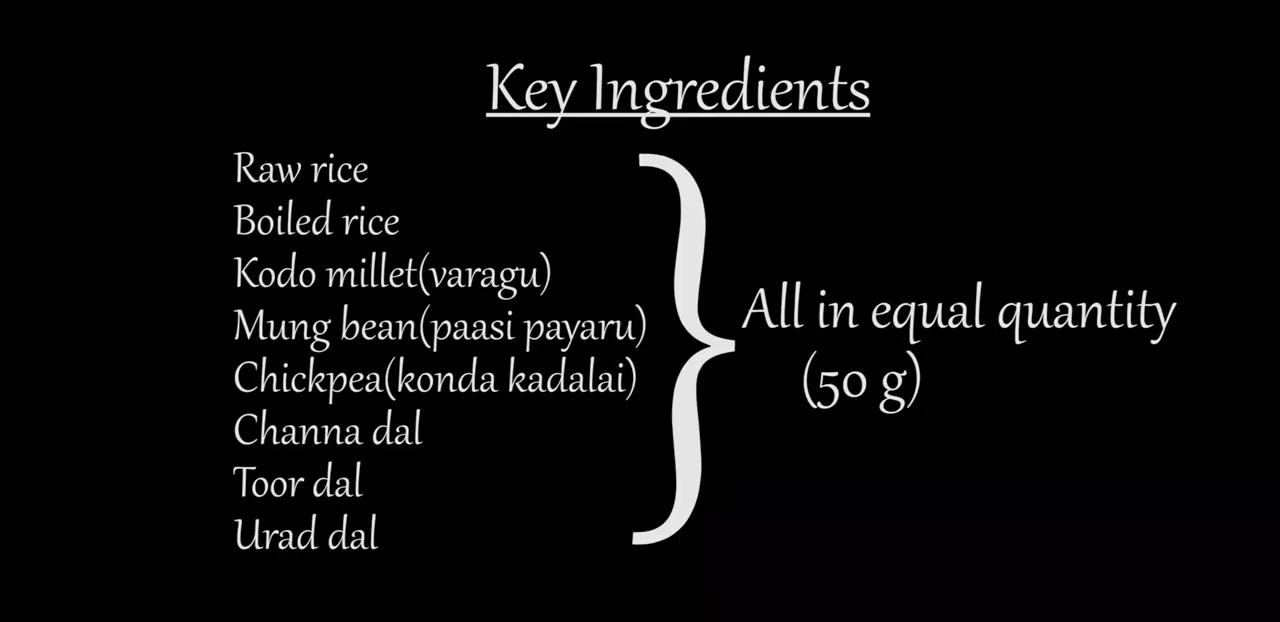 Key Ingredients
Raw rice
Boiled rice
Kodo millet(varagu)
Mung bean(paasi payaru)
Chickpea(konda kadalai)
Channa dal
Toor dal
Urad dal
All in equal quantity
(50 g)